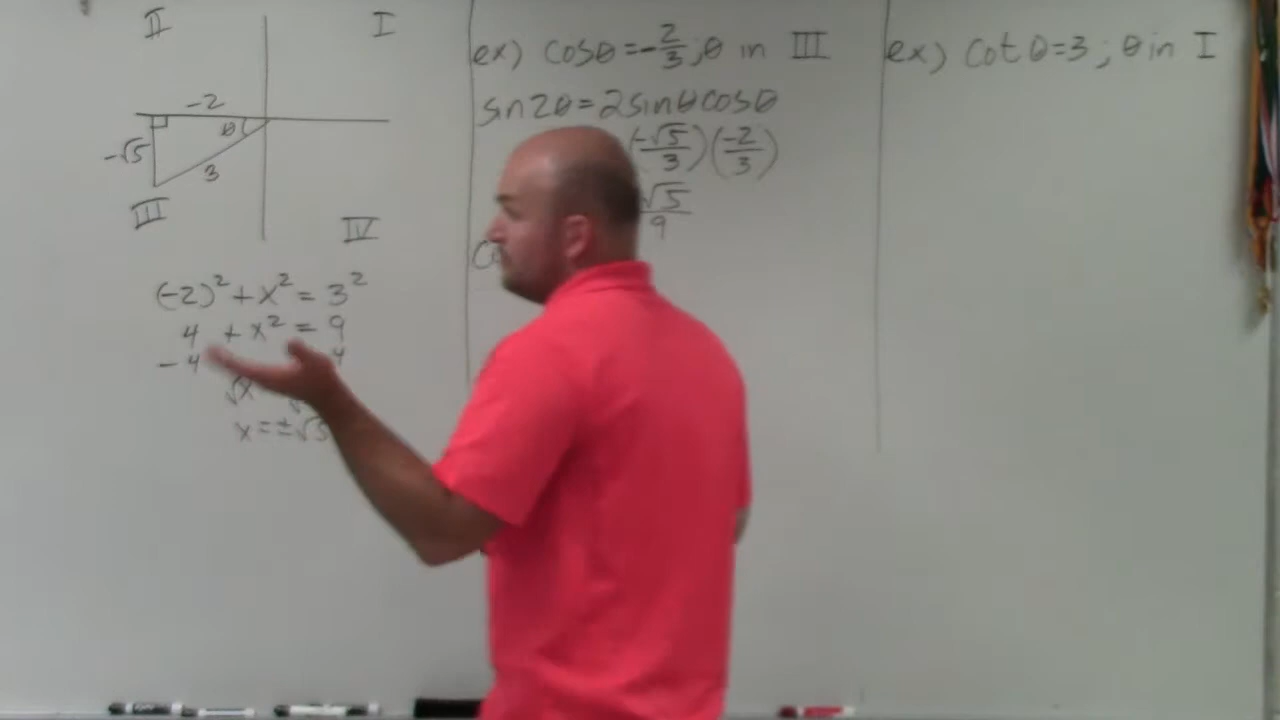 II
I
-2
θ
-√5
3
III
IV
(-2)² + x² = 3²
4 + x² = 9
-4 4
√x
x = ±√5
ex) cosθ = -2/3; θ in III
sin2θ = 2sinθcosθ
(-√5/3)(-2/3)
√5/9
ex) cot θ = 3; θ in I